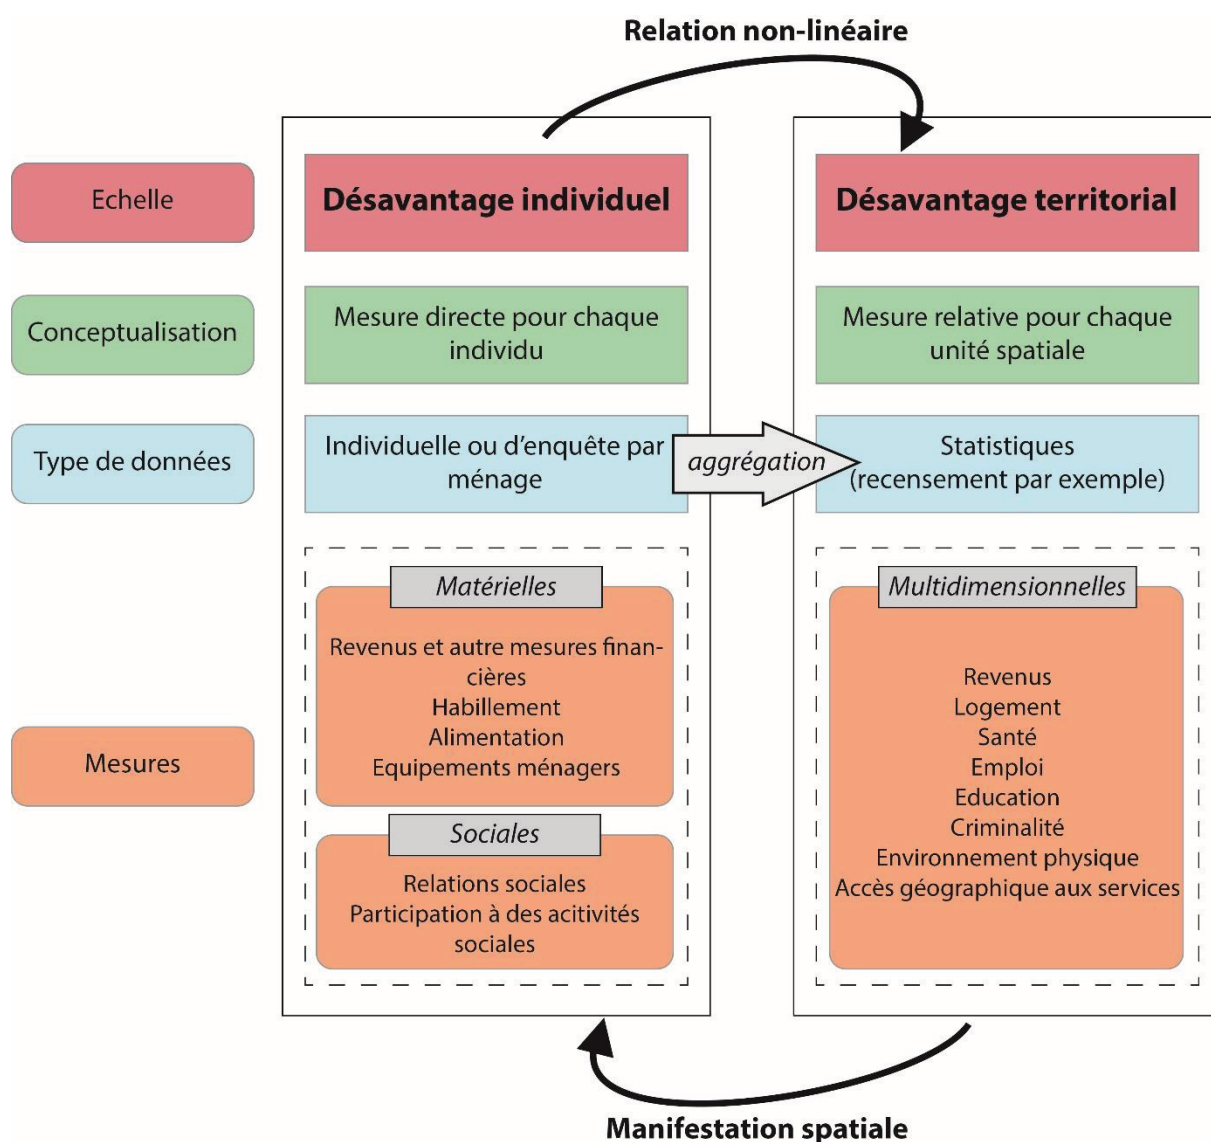 Relation non-linéaire
Echelle
Désavantage individuel
Désavantage territorial
Conceptualisation
Mesure directe pour chaque
individu
Mesure relative pour chaque
unité spatiale
Type de données
Individuelle ou d'enquête par
ménage
aggrégation
Statistiques
(recensement par exemple)
Mesures
Matérielles
Revenus et autre mesures finan-
cières
Habillement
Alimentation
Equipements ménagers
Sociales
Relations sociales
Participation à des acitivités
sociales
Multidimensionnelles
Revenus
Logement
Santé
Emploi
Education
Criminalité
Environnement physique
Accès géographique aux services
Manifestation spatiale